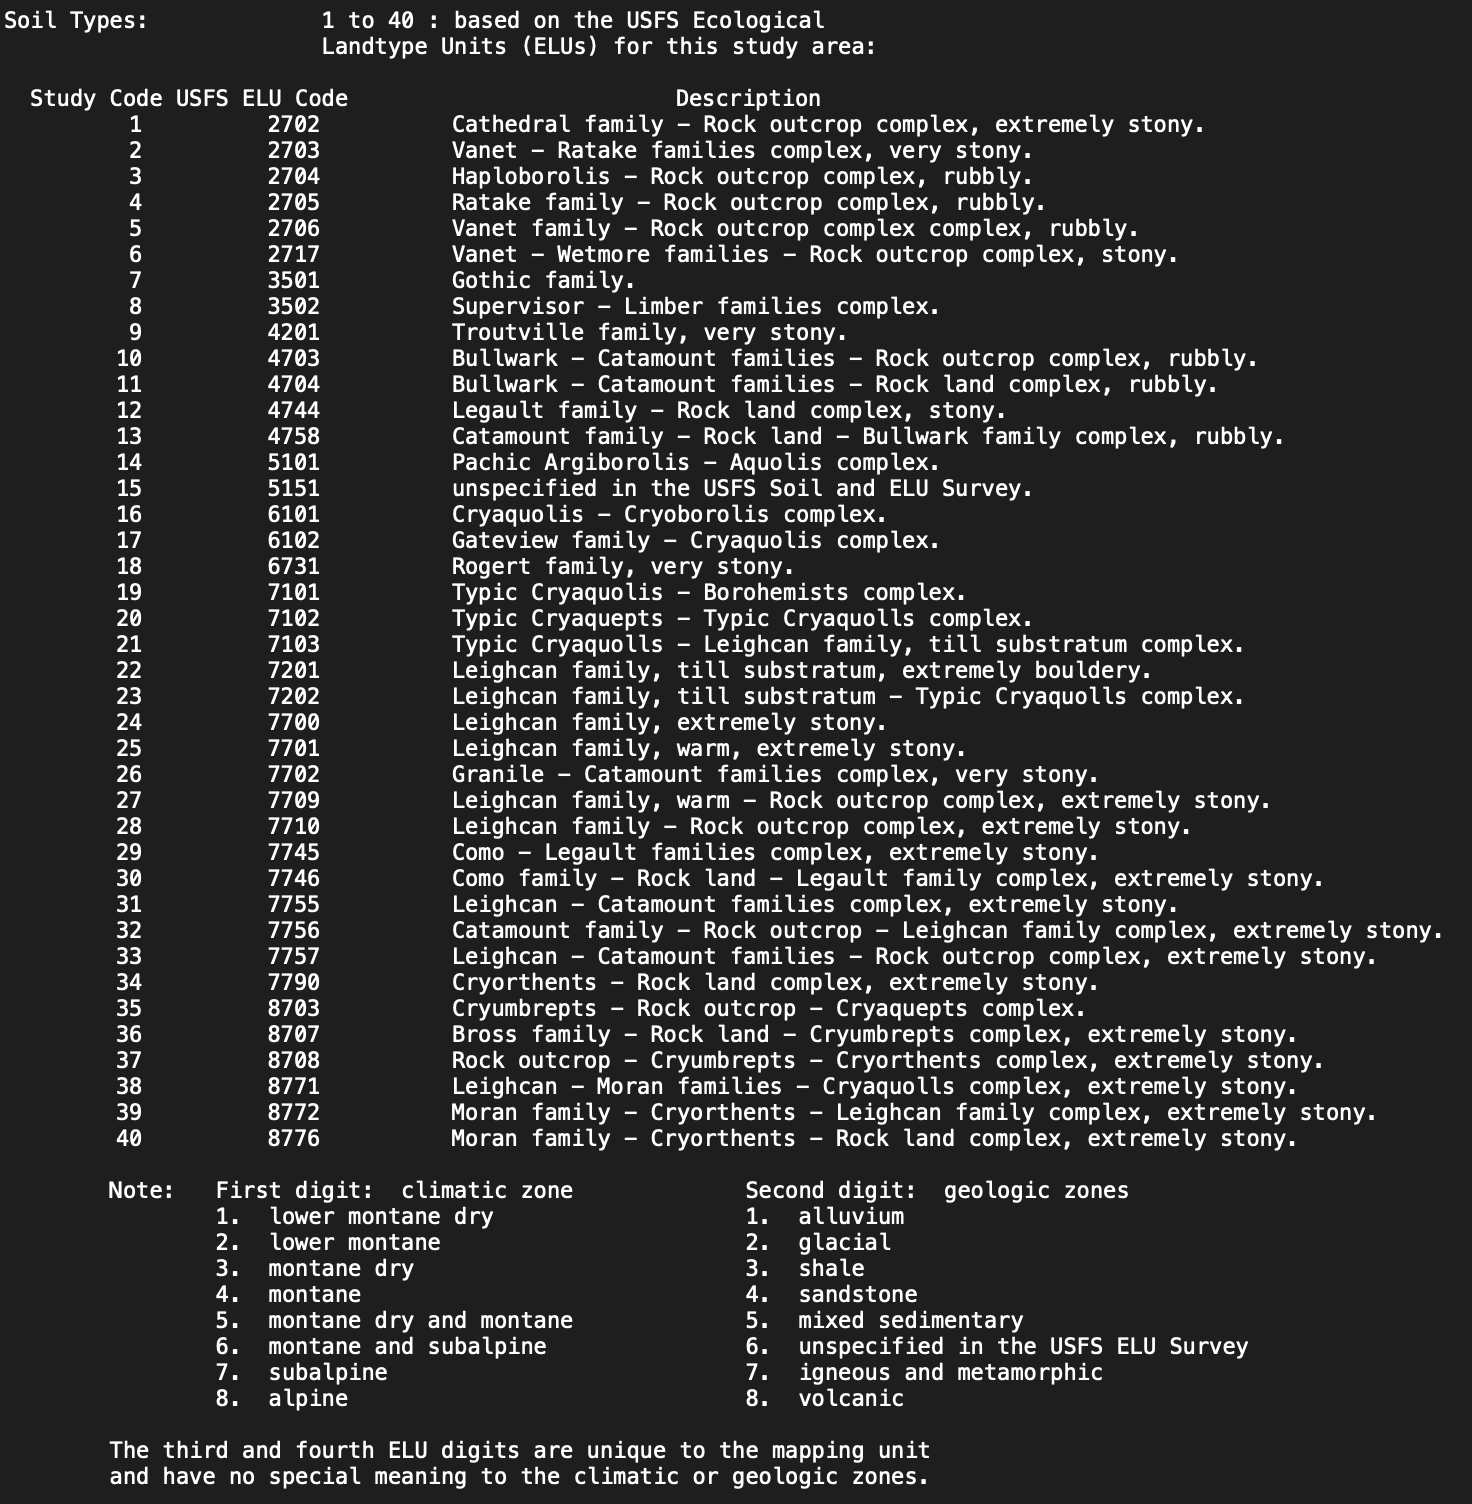 Soil Types: 1 to 40 : based on the USFS Ecological
Landtype Units (ELUs) for this study area:
Study Code USFS ELU Code Description
1 2702 Cathedral family - Rock outcrop complex, extremely stony.
2 2703 Vanet - Ratake families complex, very stony.
3 2704 Haploborolis - Rock outcrop complex, rubbly.
4 2705 Ratake family - Rock outcrop complex, rubbly.
5 2706 Vanet family - Rock outcrop complex complex, rubbly.
6 2717 Vanet - Wetmore families - Rock outcrop complex, stony.
7 3501 Gothic family.
8 3502 Supervisor - Limber families complex.
9 4201 Troutville family, very stony.
10 4703 Bullwark - Catamount families - Rock outcrop complex, rubbly.
11 4704 Bullwark - Catamount families - Rock land complex, rubbly.
12 4744 Legault family - Rock land complex, stony.
13 4758 Catamount family - Rock land - Bullwark family complex, rubbly.
14 5101 Pachic Argiborolis - Aquolis complex.
15 5151 unspecified in the USFS Soil and ELU Survey.
16 6101 Cryaquolis - Cryoborolis complex.
17 6102 Gateview family - Cryaquolis complex.
18 6731 Rogert family, very stony.
19 7101 Typic Cryaquolis - Borohemists complex.
20 7102 Typic Cryaquepts - Typic Cryaquolls complex.
21 7103 Typic Cryaquolls - Leighcan family, till substratum complex.
22 7201 Leighcan family, till substratum, extremely bouldery.
23 7202 Leighcan family, till substratum - Typic Cryaquolls complex.
24 7700 Leighcan family, extremely stony.
25 7701 Leighcan family, warm, extremely stony.
26 7702 Granile - Catamount families complex, very stony.
27 7709 Leighcan family, warm - Rock outcrop complex, extremely stony.
28 7710 Leighcan family - Rock outcrop complex, extremely stony.
29 7745 Como - Legault families complex, extremely stony.
30 7746 Como family - Rock land - Legault family complex, extremely stony.
31 7755 Leighcan - Catamount families complex, extremely stony.
32 7756 Catamount family - Rock outcrop - Leighcan family complex, extremely stony.
33 7757 Leighcan - Catamount families - Rock outcrop complex, extremely stony.
34 7790 Cryorthents - Rock land complex, extremely stony.
35 8703 Cryumbrepts - Rock outcrop - Cryaquepts complex.
36 8707 Bross family - Rock land - Cryumbrepts complex, extremely stony.
37 8708 Rock outcrop - Cryumbrepts - Cryorthents complex, extremely stony.
38 8771 Leighcan - Moran families - Cryaquolls complex, extremely stony.
39 8772 Moran family - Cryorthents - Leighcan family complex, extremely stony.
40 8776 Moran family - Cryorthents - Rock land complex, extremely stony.
Note: First digit: climatic zone Second digit: geologic zones
1. lower montane dry 1. alluvium
2. lower montane 2. glacial
3. montane dry 3. shale
4. montane 4. sandstone
5. montane dry and montane 5. mixed sedimentary
6. montane and subalpine 6. unspecified in the USFS ELU Survey
7. subalpine 7. igneous and metamorphic
8. alpine 8. volcanic
The third and fourth ELU digits are unique to the mapping unit
and have no special meaning to the climatic or geologic zones.